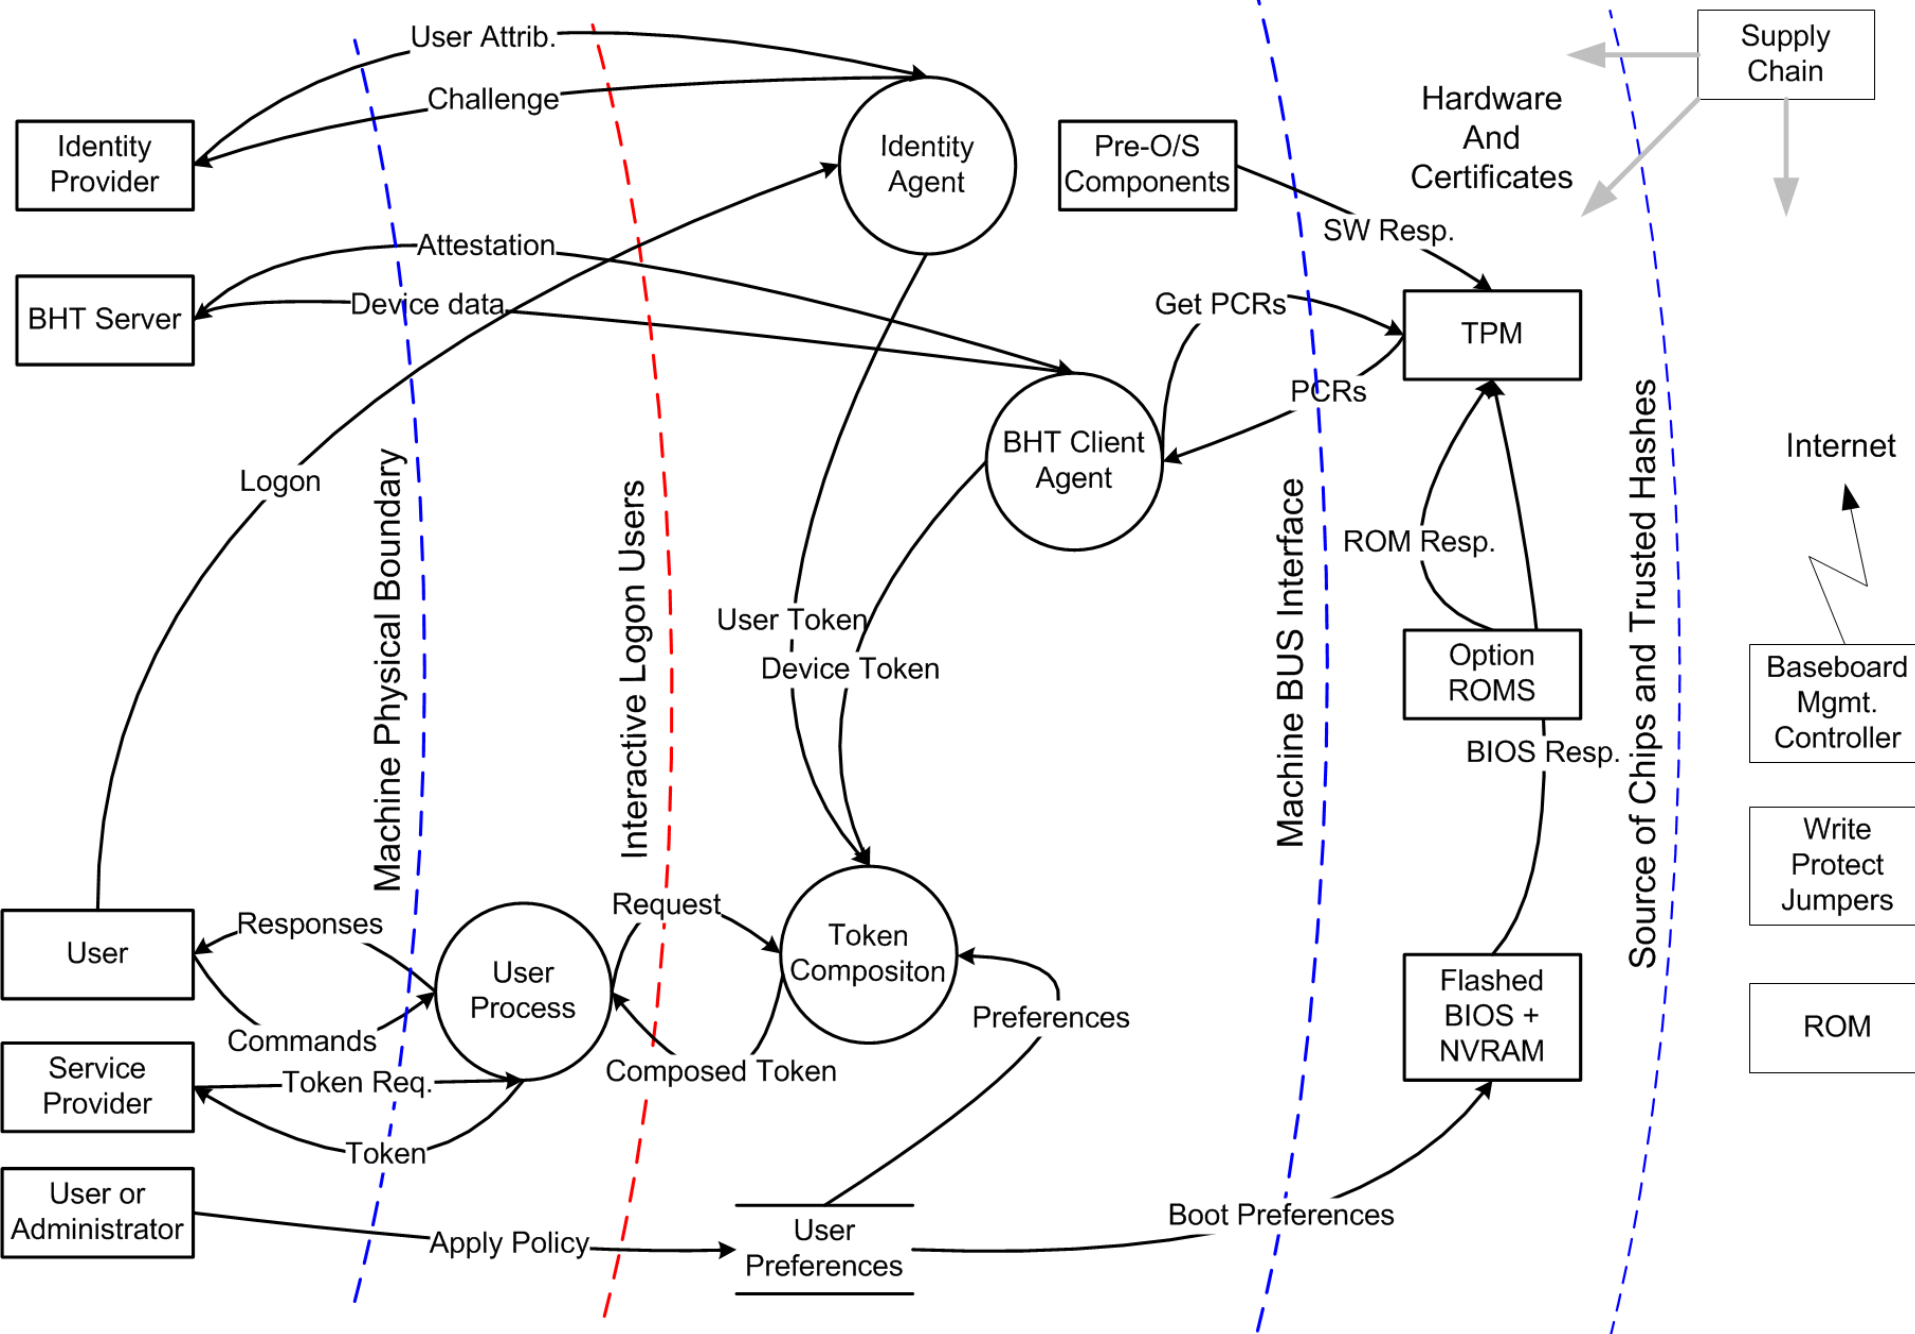 User Attrib.
Challenge
Identity
Provider
Identity
Agent
Pre-O/S
Components
Hardware
And
Certificates
Supply
Chain
SW Resp.
Attestation
Device data
BHT Server
Get PCRs
TPM
PCRs
BHT Client
Agent
Logon
Internet
ROM Resp.
Machine Physical Boundary
Interactive Logon Users
Machine BUS Interface
Source of Chips and Trusted Hashes
User Token
Device Token
Option
ROMS
BIOS Resp.
Baseboard
Mgmt.
Controller
Write
Protect
Jumpers
ROM
User
Responses
Commands
User
Process
Request
Token
Compositon
Composed Token
Preferences
Flashed
BIOS +
NVRAM
Service
Provider
Token Req.
Token
User or
Administrator
Apply Policy
User
Preferences
Boot Preferences